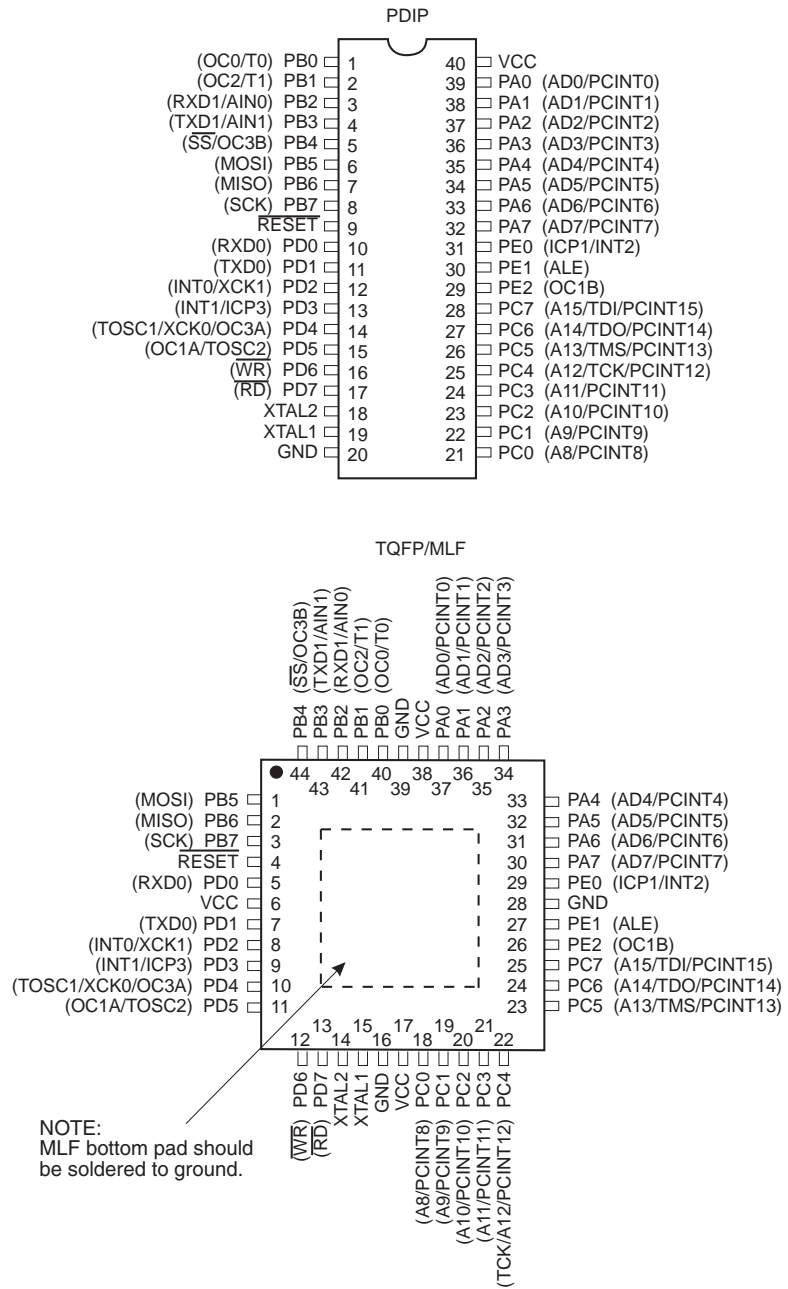 PDIP
(OC0/T0) PB0 1 40 VCC
(OC2/T1) PB1 2 39 PA0 (AD0/PCINT0)
(RXD1/AIN0) PB2 3 38 PA1 (AD1/PCINT1)
(TXD1/AIN1) PB3 4 37 PA2 (AD2/PCINT2)
(SS/OC3B) PB4 5 36 PA3 (AD3/PCINT3)
(MOSI) PB5 6 35 PA4 (AD4/PCINT4)
(MISO) PB6 7 34 PA5 (AD5/PCINT5)
(SCK) PB7 8 33 PA6 (AD6/PCINT6)
RESET 9 32 PA7 (AD7/PCINT7)
(RXD0) PD0 10 31 PE0 (ICP1/INT2)
(TXD0) PD1 11 30 PE1 (ALE)
(INT0/XCK1) PD2 12 29 PE2 (OC1B)
(INT1/ICP3) PD3 13 28 PC7 (A15/TDI/PCINT15)
(TOSC1/XCK0/OC3A) PD4 14 27 PC6 (A14/TDO/PCINT14)
(OC1A/TOSC2) PD5 15 26 PC5 (A13/TMS/PCINT13)
(WR) PD6 16 25 PC4 (A12/TCK/PCINT12)
(RD) PD7 17 24 PC3 (A11/PCINT11)
XTAL2 18 23 PC2 (A10/PCINT10)
XTAL1 19 22 PC1 (A9/PCINT9)
GND 20 21 PC0 (A8/PCINT8)
TQFP/MLF
PB4 (SS/OC3B)
PB3 (TXD1/AIN1)
PB2 (RXD1/AIN0)
PB1 (OC2/T1)
PB0 (OC0/T0)
GND
VCC
PA0 (AD0/PCINT0)
PA1 (AD1/PCINT1)
PA2 (AD2/PCINT2)
PA3 (AD3/PCINT3)
44 42 40 38 36 34
43 41 39 37 35
(MOSI) PB5 1 33 PA4 (AD4/PCINT4)
(MISO) PB6 2 32 PA5 (AD5/PCINT5)
(SCK) PB7 3 31 PA6 (AD6/PCINT6)
RESET 4 30 PA7 (AD7/PCINT7)
(RXD0) PD0 5 29 PE0 (ICP1/INT2)
VCC 6 28 GND
(TXD0) PD1 7 27 PE1 (ALE)
(INT0/XCK1) PD2 8 26 PE2 (OC1B)
(INT1/ICP3) PD3 9 25 PC7 (A15/TDI/PCINT15)
(TOSC1/XCK0/OC3A) PD4 10 24 PC6 (A14/TDO/PCINT14)
(OC1A/TOSC2) PD5 11 23 PC5 (A13/TMS/PCINT13)
13 15 17 19 21
12 14 16 18 20 22
(WR) PD6
(RD) PD7
XTAL2
XTAL1
GND
VCC
(A8/PCINT8) PC0
(A9/PCINT9) PC1
(A10/PCINT10) PC2
(A11/PCINT11) PC3
(TCK/A12/PCINT12) PC4
NOTE:
MLF bottom pad should
be soldered to ground.